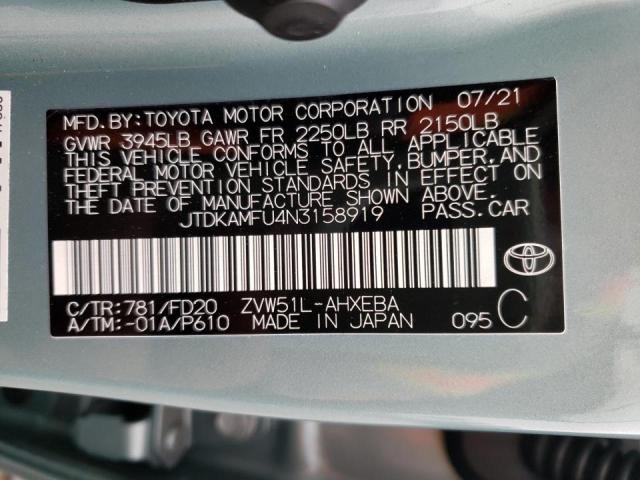 MFD. BY: TOYOTA MOTOR CORPORATION 07/21
GVWR 3945LB GAWR FR 2250LB RR 2150LB
THIS VEHICLE CONFORMS TO ALL APPLICABLE
FEDERAL MOTOR VEHICLE SAFETY, BUMPER, AND
THEFT PREVENTION STANDARDS IN EFFECT ON
THE DATE OF MANUFACTURE SHOWN ABOVE.
JTDKAMFU4N3158919 PASS. CAR
C/TR: 781/FD20 ZVW51L-AHXEBA
A/TM: -01A/P610 MADE IN JAPAN 095 C